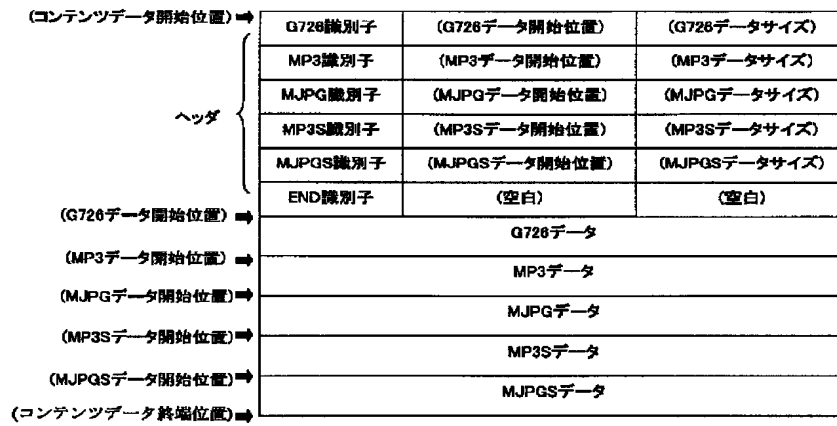 (コンテンツデータ開始位置)➡ G726識別子 (G726データ開始位置) (G726データサイズ)
MP3識別子 (MP3データ開始位置) (MP3データサイズ)
MJPG識別子 (MJPGデータ開始位置) (MJPGデータサイズ)
ヘッダ MP3S識別子 (MP3Sデータ開始位置) (MP3Sデータサイズ)
MJPGS識別子 (MJPGSデータ開始位置) (MJPGSデータサイズ)
END識別子 (空白) (空白)
(G726データ開始位置)➡
G726データ
(MP3データ開始位置)➡
MP3データ
(MJPGデータ開始位置)➡
MJPGデータ
(MP3Sデータ開始位置)➡
MP3Sデータ
(MJPGSデータ開始位置)➡
MJPGSデータ
(コンテンツデータ終端位置)➡